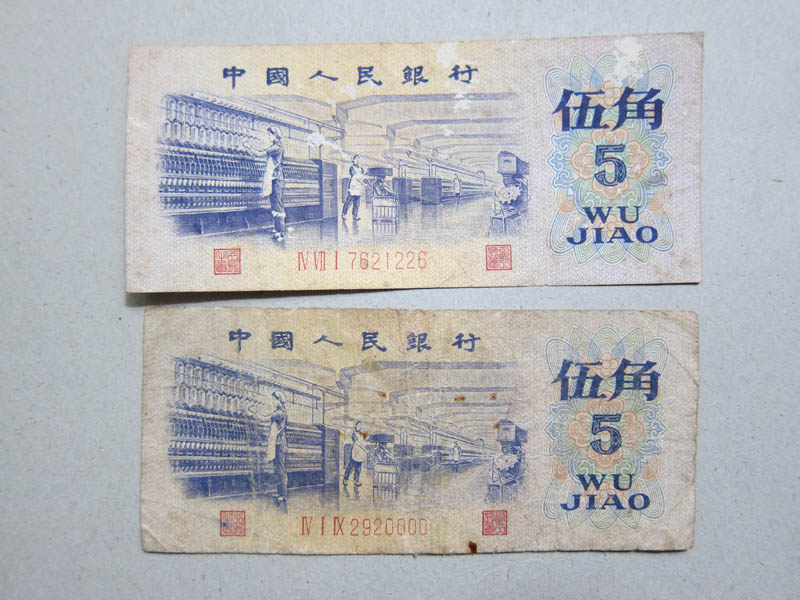 中國人民銀行
伍角
5
WU
JIAO
Ⅳ Ⅶ Ⅰ 7621226
中國人民銀行
伍角
5
WU
JIAO
Ⅳ Ⅰ Ⅸ 2920000